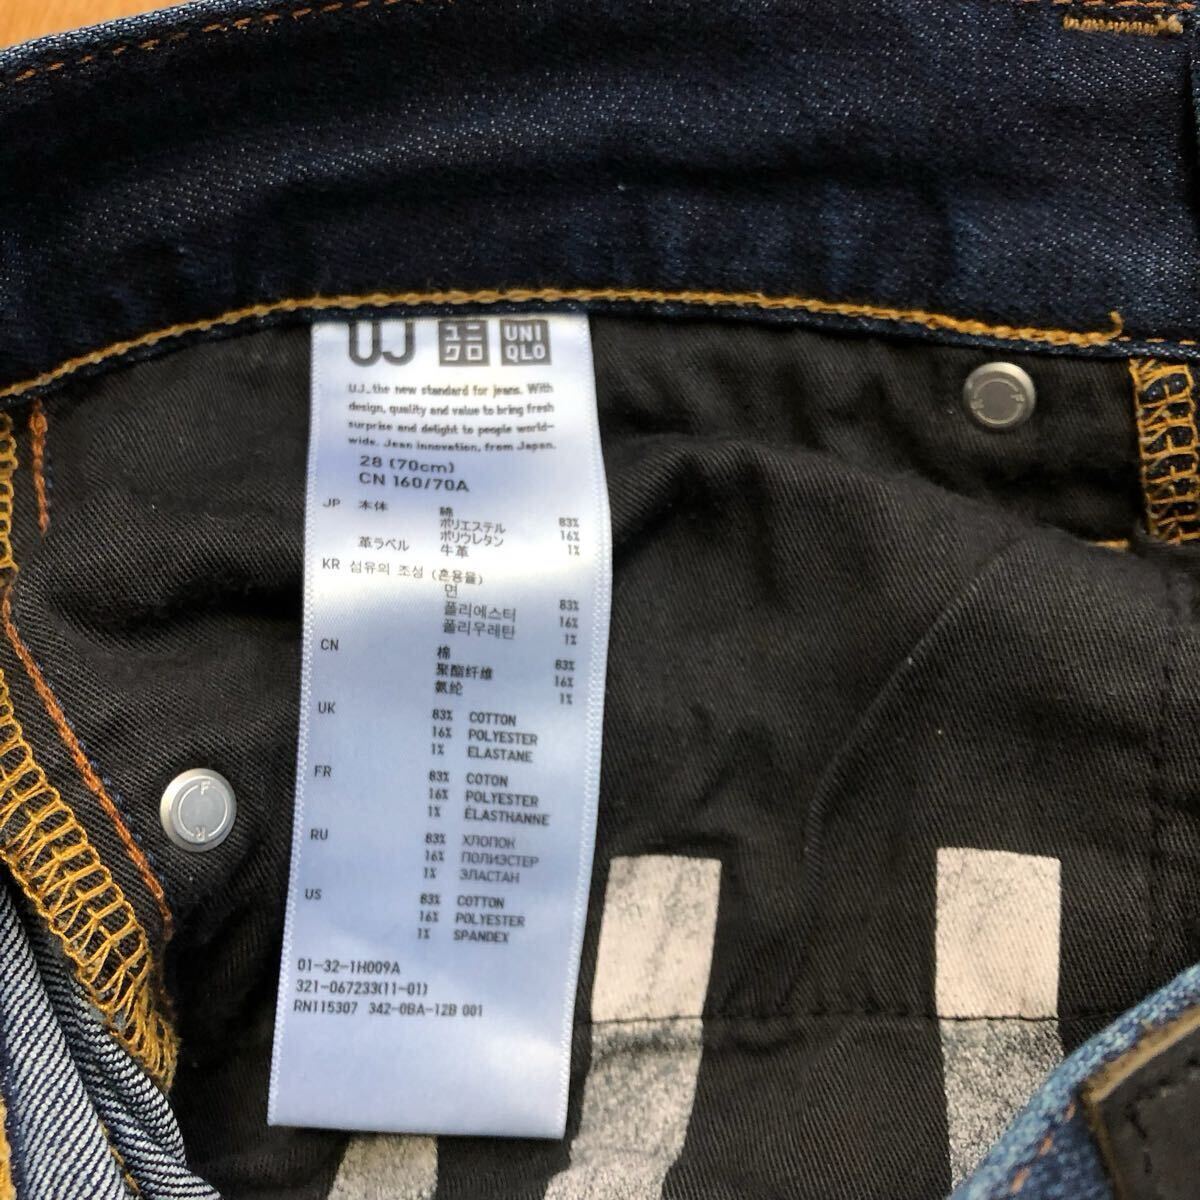 UJ ユニクロ UNIQLO
UJ_the new standard for jeans. With
design, quality and value to bring fresh
surprise and delight to people world-
wide. Jean innovation, from Japan.
28 (70cm)
CN 160/70A
JP 本体 綿 83%
ポリエステル 16%
ポリウレタン 1%
革ラベル 牛革
KR 섬유의 조성 (혼용율)
면 83%
폴리에스터 16%
폴리우레탄 1%
CN 棉 83%
聚酯纤维 16%
氨纶 1%
UK 83% COTTON
16% POLYESTER
1% ELASTANE
FR 83% COTON
16% POLYESTER
1% ÉLASTHANNE
RU 83% ХЛОПОК
16% ПОЛИЭСТЕР
1% ЭЛАСТАН
US 83% COTTON
16% POLYESTER
1% SPANDEX
01-32-1H009A
321-067233(11-01)
RN115307 342-0BA-12B 001
F
R
F